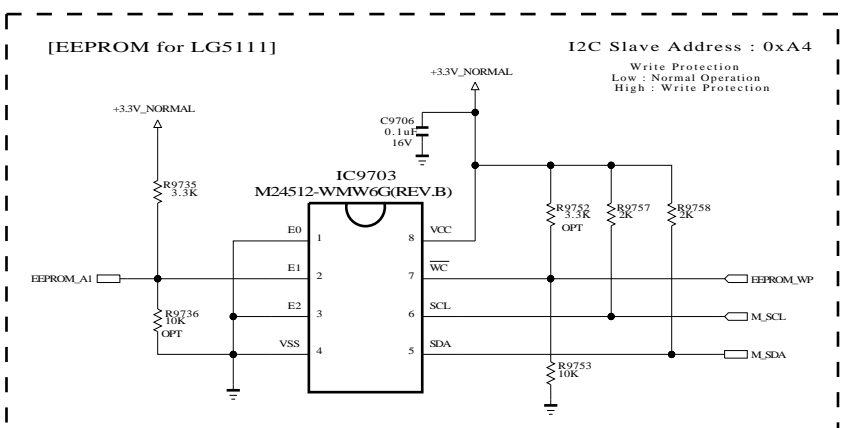 [EEPROM for LG5111]
I2C Slave Address : 0xA4
Write Protection
Low : Normal Operation
High : Write Protection
+3.3V_NORMAL
+3.3V_NORMAL
C9706
0.1uF
16V
R9735
3.3K
IC9703
M24512-WMW6G(REV.B)
R9752
3.3K
OPT
R9757
2K
R9758
2K
E0
1
8
VCC
EEPROM_A1
E1
2
7
WC
EEPROM_WP
R9736
10K
OPT
E2
3
6
SCL
M_SCL
VSS
4
5
SDA
M_SDA
R9753
10K